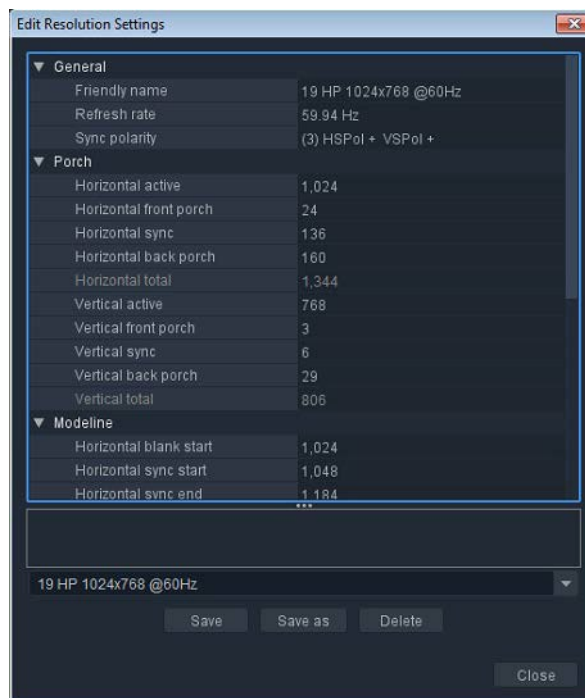 Edit Resolution Settings
General
Friendly name 19 HP 1024x768 @60Hz
Refresh rate 59.94 Hz
Sync polarity (3) HSPol + VSPol +
Porch
Horizontal active 1,024
Horizontal front porch 24
Horizontal sync 136
Horizontal back porch 160
Horizontal total 1,344
Vertical active 768
Vertical front porch 3
Vertical sync 6
Vertical back porch 29
Vertical total 806
Modeline
Horizontal blank start 1,024
Horizontal sync start 1,048
Horizontal sync end 1,184
19 HP 1024x768 @60Hz
Save Save as Delete
Close